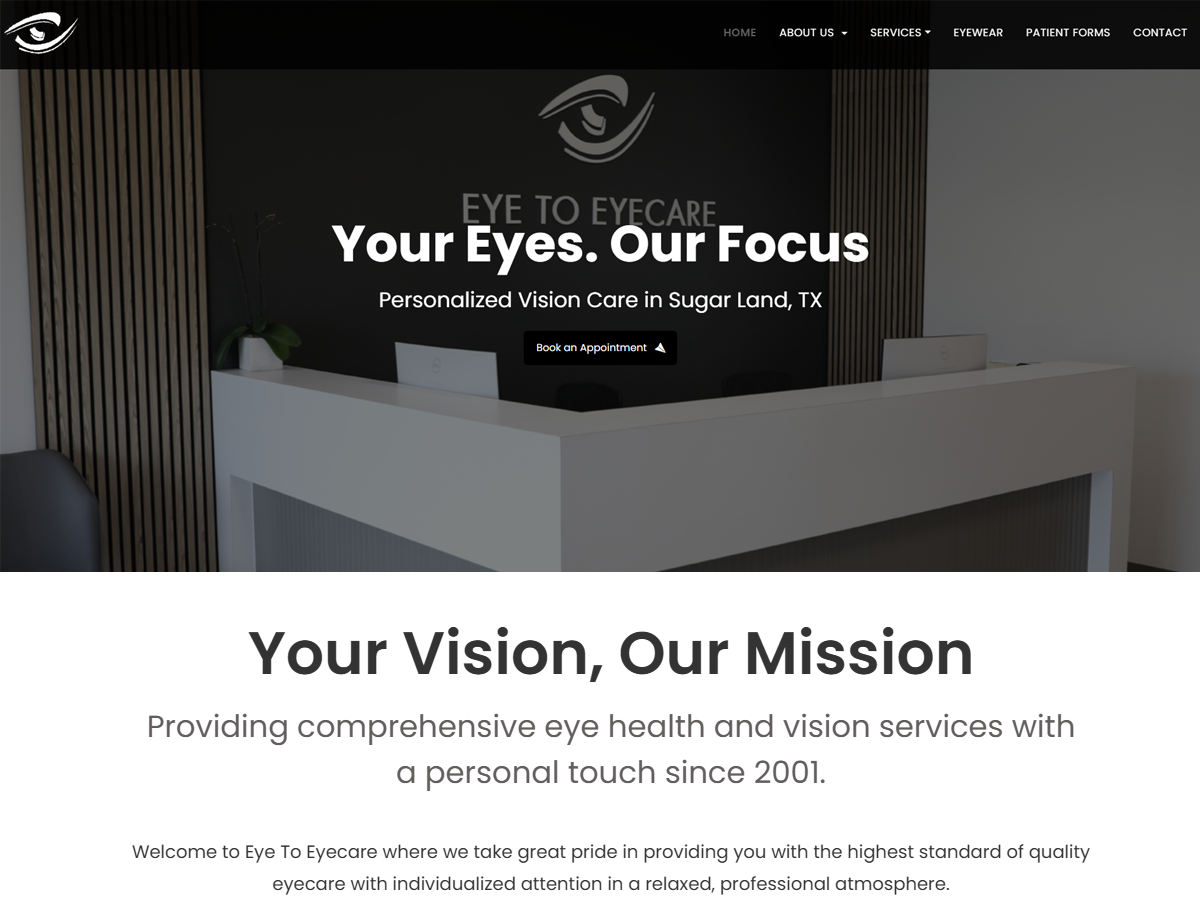 HOME ABOUT US SERVICES EYEWEAR PATIENT FORMS CONTACT
EYE TO EYECARE
Your Eyes. Our Focus
Personalized Vision Care in Sugar Land, TX
Book an Appointment
Your Vision, Our Mission
Providing comprehensive eye health and vision services with
a personal touch since 2001.
Welcome to Eye To Eyecare where we take great pride in providing you with the highest standard of quality
eyecare with individualized attention in a relaxed, professional atmosphere.